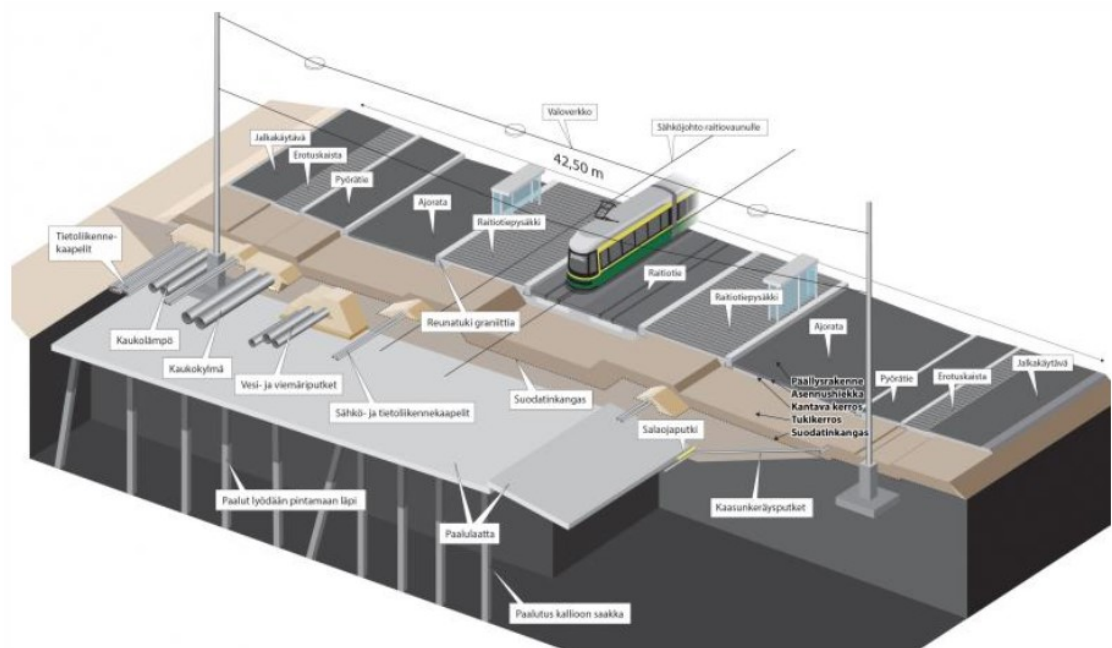 Valoverkko
Sähköjohto raitiovaunulle
42,50 m
Jalkakäytävä
Erotuskaista
Pyörätie
Ajorata
Raitiotiepysäkki
Raitiotie
Raitiotiepysäkki
Ajorata
Pyörätie
Erotuskaista
Jalkakäytävä
Tietoliikenne-
kaapelit
Kaukolämpö
Kaukokylmä
Vesi- ja viemäriputket
Sähkö- ja tietoliikennekaapelit
Reunatuki graniittia
Suodatinkangas
Päällysrakenne
Asennushiekka
Kantava kerros
Tukikerros
Suodatinkangas
Salaojaputki
Kaasunkeräysputket
Paalut lyödään pintamaan läpi
Paalulaatta
Paalutus kallioon saakka